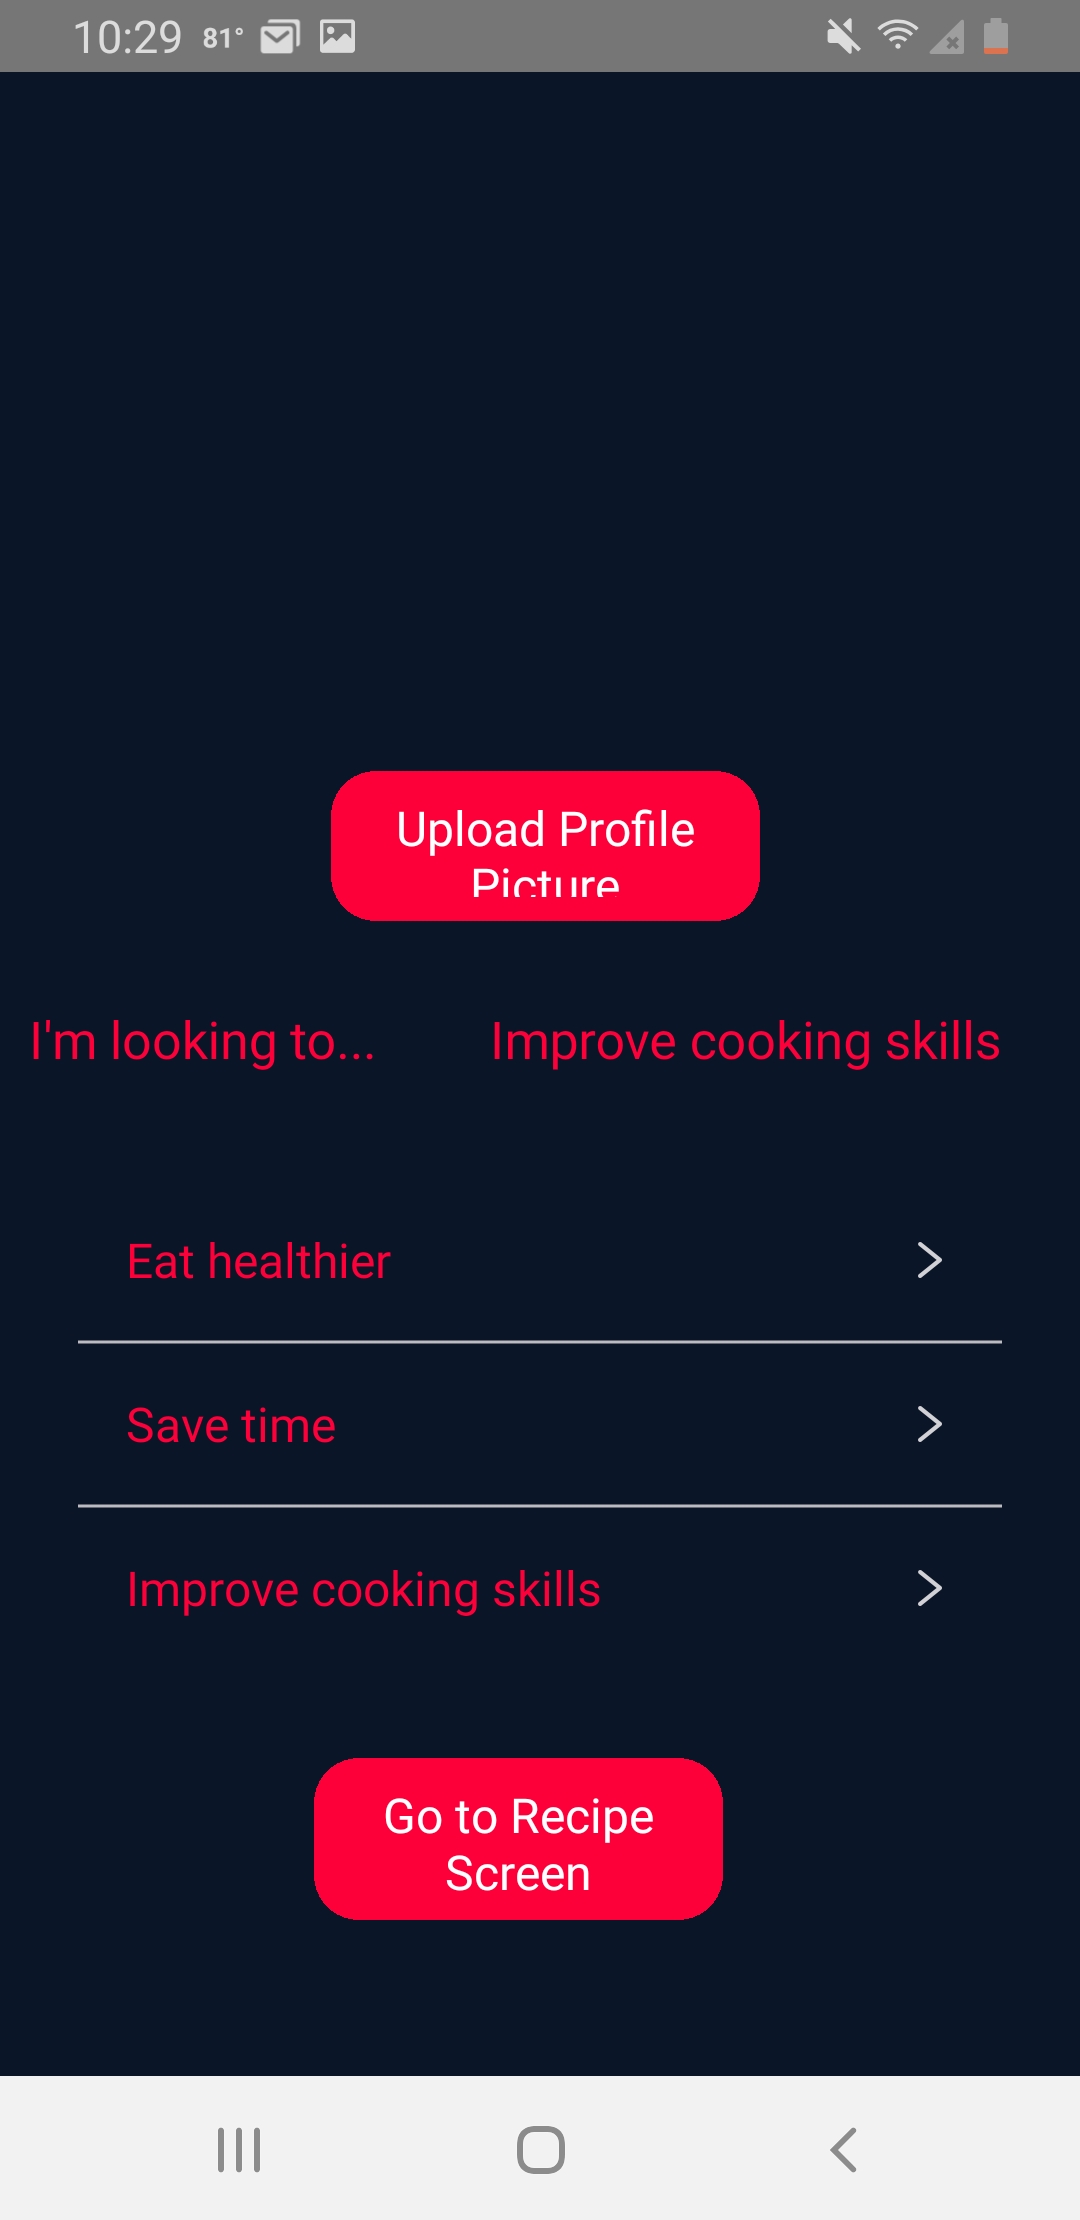 10:29 81°
Upload Profile
Picture
I'm looking to... Improve cooking skills
Eat healthier
Save time
Improve cooking skills
Go to Recipe
Screen